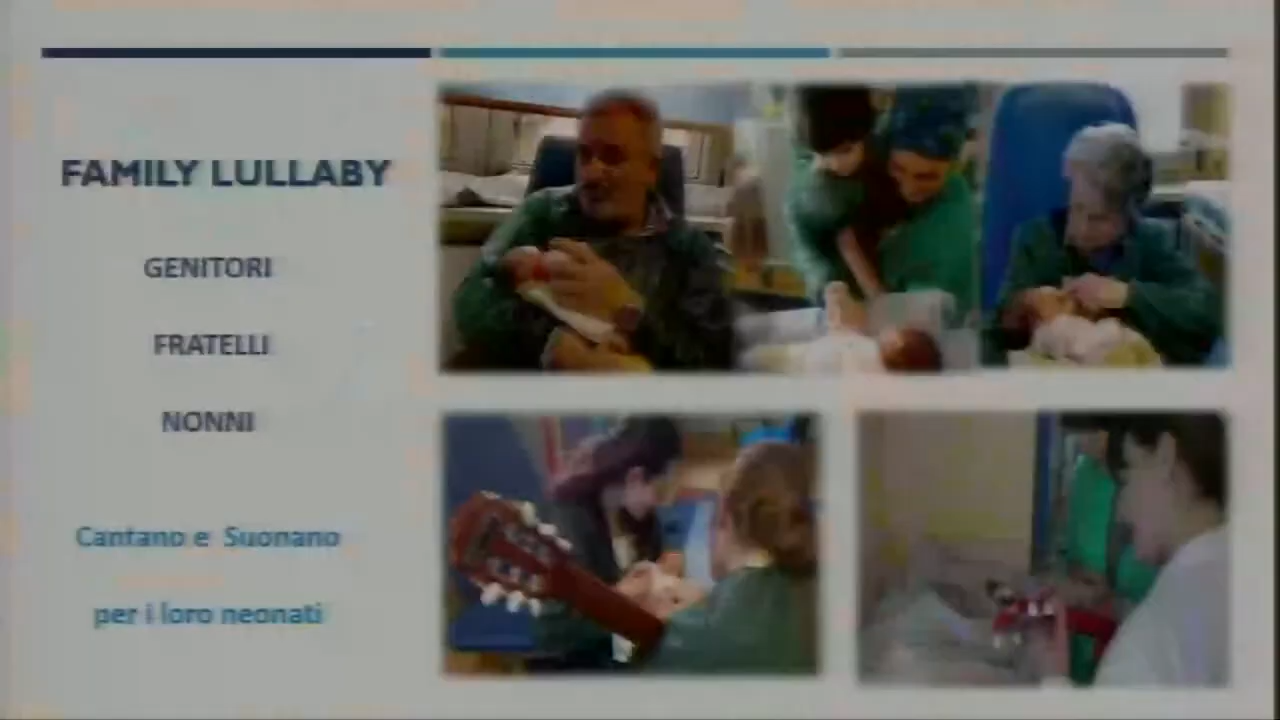 FAMILY LULLABY
GENITORI
FRATELLI
NONNI
Cantano e Suonano
per i loro neonati